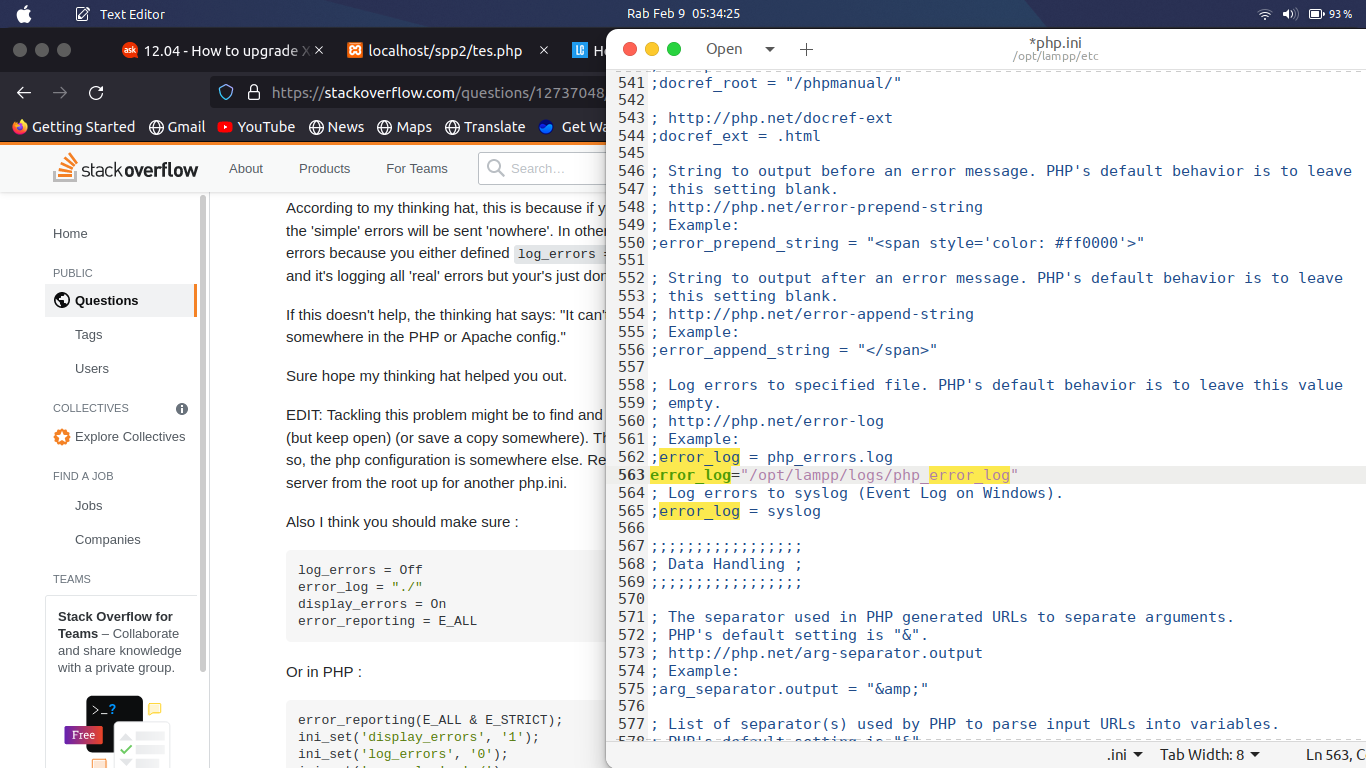 Text Editor
Rab Feb 9 05:34:25
93 %
12.04 - How to upgrade X
localhost/spp2/tes.php
https://stackoverflow.com/questions/12737048/
Getting Started
Gmail
YouTube
News
Maps
Translate
Get Wa
stackoverflow
About
Products
For Teams
Search…
Home
PUBLIC
Questions
Tags
Users
COLLECTIVES
Explore Collectives
FIND A JOB
Jobs
Companies
TEAMS
Stack Overflow for
Teams – Collaborate
and share knowledge
with a private group.
>_?
Free
According to my thinking hat, this is because if y
the 'simple' errors will be sent 'nowhere'. In other
errors because you either defined log_errors =
and it's logging all 'real' errors but your's just don
If this doesn't help, the thinking hat says: "It can'
somewhere in the PHP or Apache config."
Sure hope my thinking hat helped you out.
EDIT: Tackling this problem might be to find and
(but keep open) (or save a copy somewhere). Th
so, the php configuration is somewhere else. Re
server from the root up for another php.ini.
Also I think you should make sure :
log_errors = Off
error_log = "./"
display_errors = On
error_reporting = E_ALL
Or in PHP :
error_reporting(E_ALL & E_STRICT);
ini_set('display_errors', '1');
ini_set('log_errors', '0');
Open
*php.ini
/opt/lampp/etc
541 ;docref_root = "/phpmanual/"
542
543 ; http://php.net/docref-ext
544 ;docref_ext = .html
545
546 ; String to output before an error message. PHP's default behavior is to leave
547 ; this setting blank.
548 ; http://php.net/error-prepend-string
549 ; Example:
550 ;error_prepend_string = "<span style='color: #ff0000'>"
551
552 ; String to output after an error message. PHP's default behavior is to leave
553 ; this setting blank.
554 ; http://php.net/error-append-string
555 ; Example:
556 ;error_append_string = "</span>"
557
558 ; Log errors to specified file. PHP's default behavior is to leave this value
559 ; empty.
560 ; http://php.net/error-log
561 ; Example:
562 ;error_log = php_errors.log
563 error_log="/opt/lampp/logs/php_error_log"
564 ; Log errors to syslog (Event Log on Windows).
565 ;error_log = syslog
566
567 ;;;;;;;;;;;;;;;;;
568 ; Data Handling ;
569 ;;;;;;;;;;;;;;;;;
570
571 ; The separator used in PHP generated URLs to separate arguments.
572 ; PHP's default setting is "&".
573 ; http://php.net/arg-separator.output
574 ; Example:
575 ;arg_separator.output = "&amp;"
576
577 ; List of separator(s) used by PHP to parse input URLs into variables.
578 ; PHP's default setting is "&"
.ini
Tab Width: 8
Ln 563, C